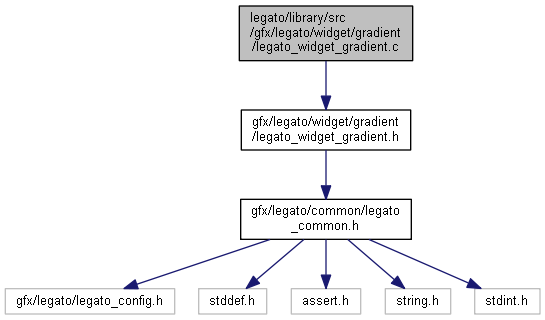 legato/library/src
/gfx/legato/widget/gradient
/legato_widget_gradient.c
gfx/legato/widget/gradient
/legato_widget_gradient.h
gfx/legato/common/legato
_common.h
gfx/legato/legato_config.h
stddef.h
assert.h
string.h
stdint.h